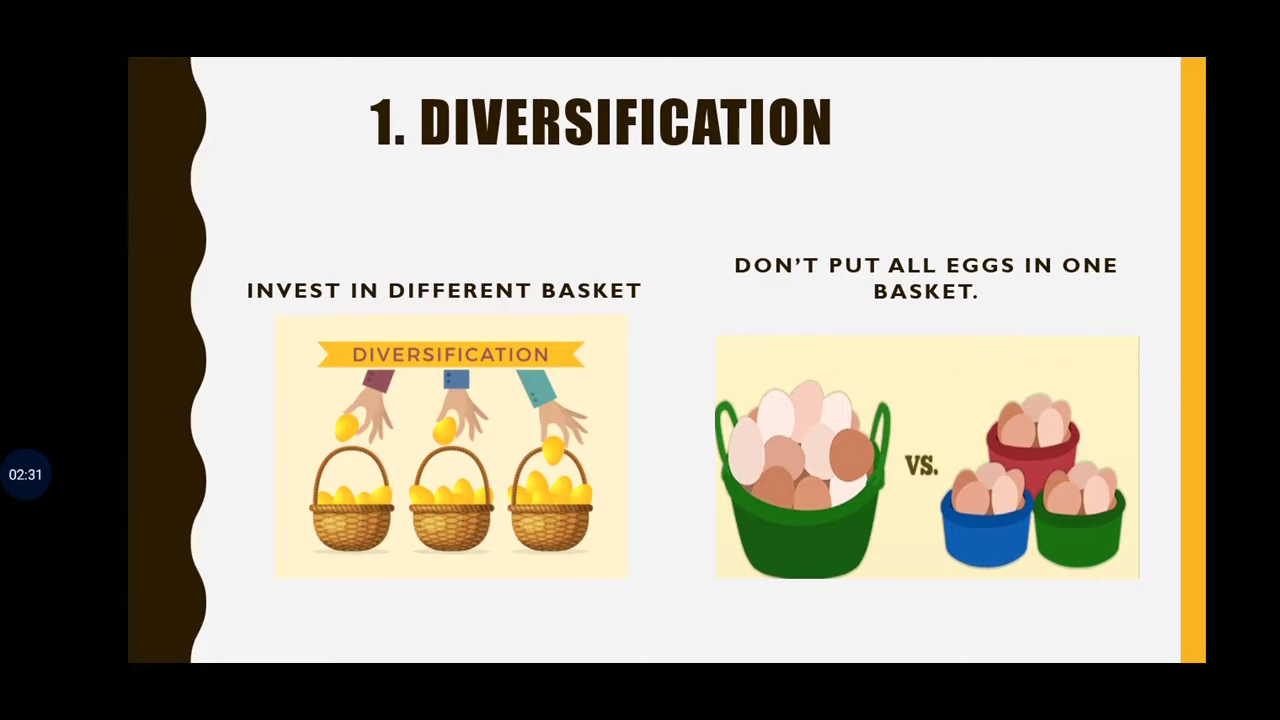 1. DIVERSIFICATION
INVEST IN DIFFERENT BASKET
DIVERSIFICATION
DON'T PUT ALL EGGS IN ONE
BASKET.
VS.
02:31